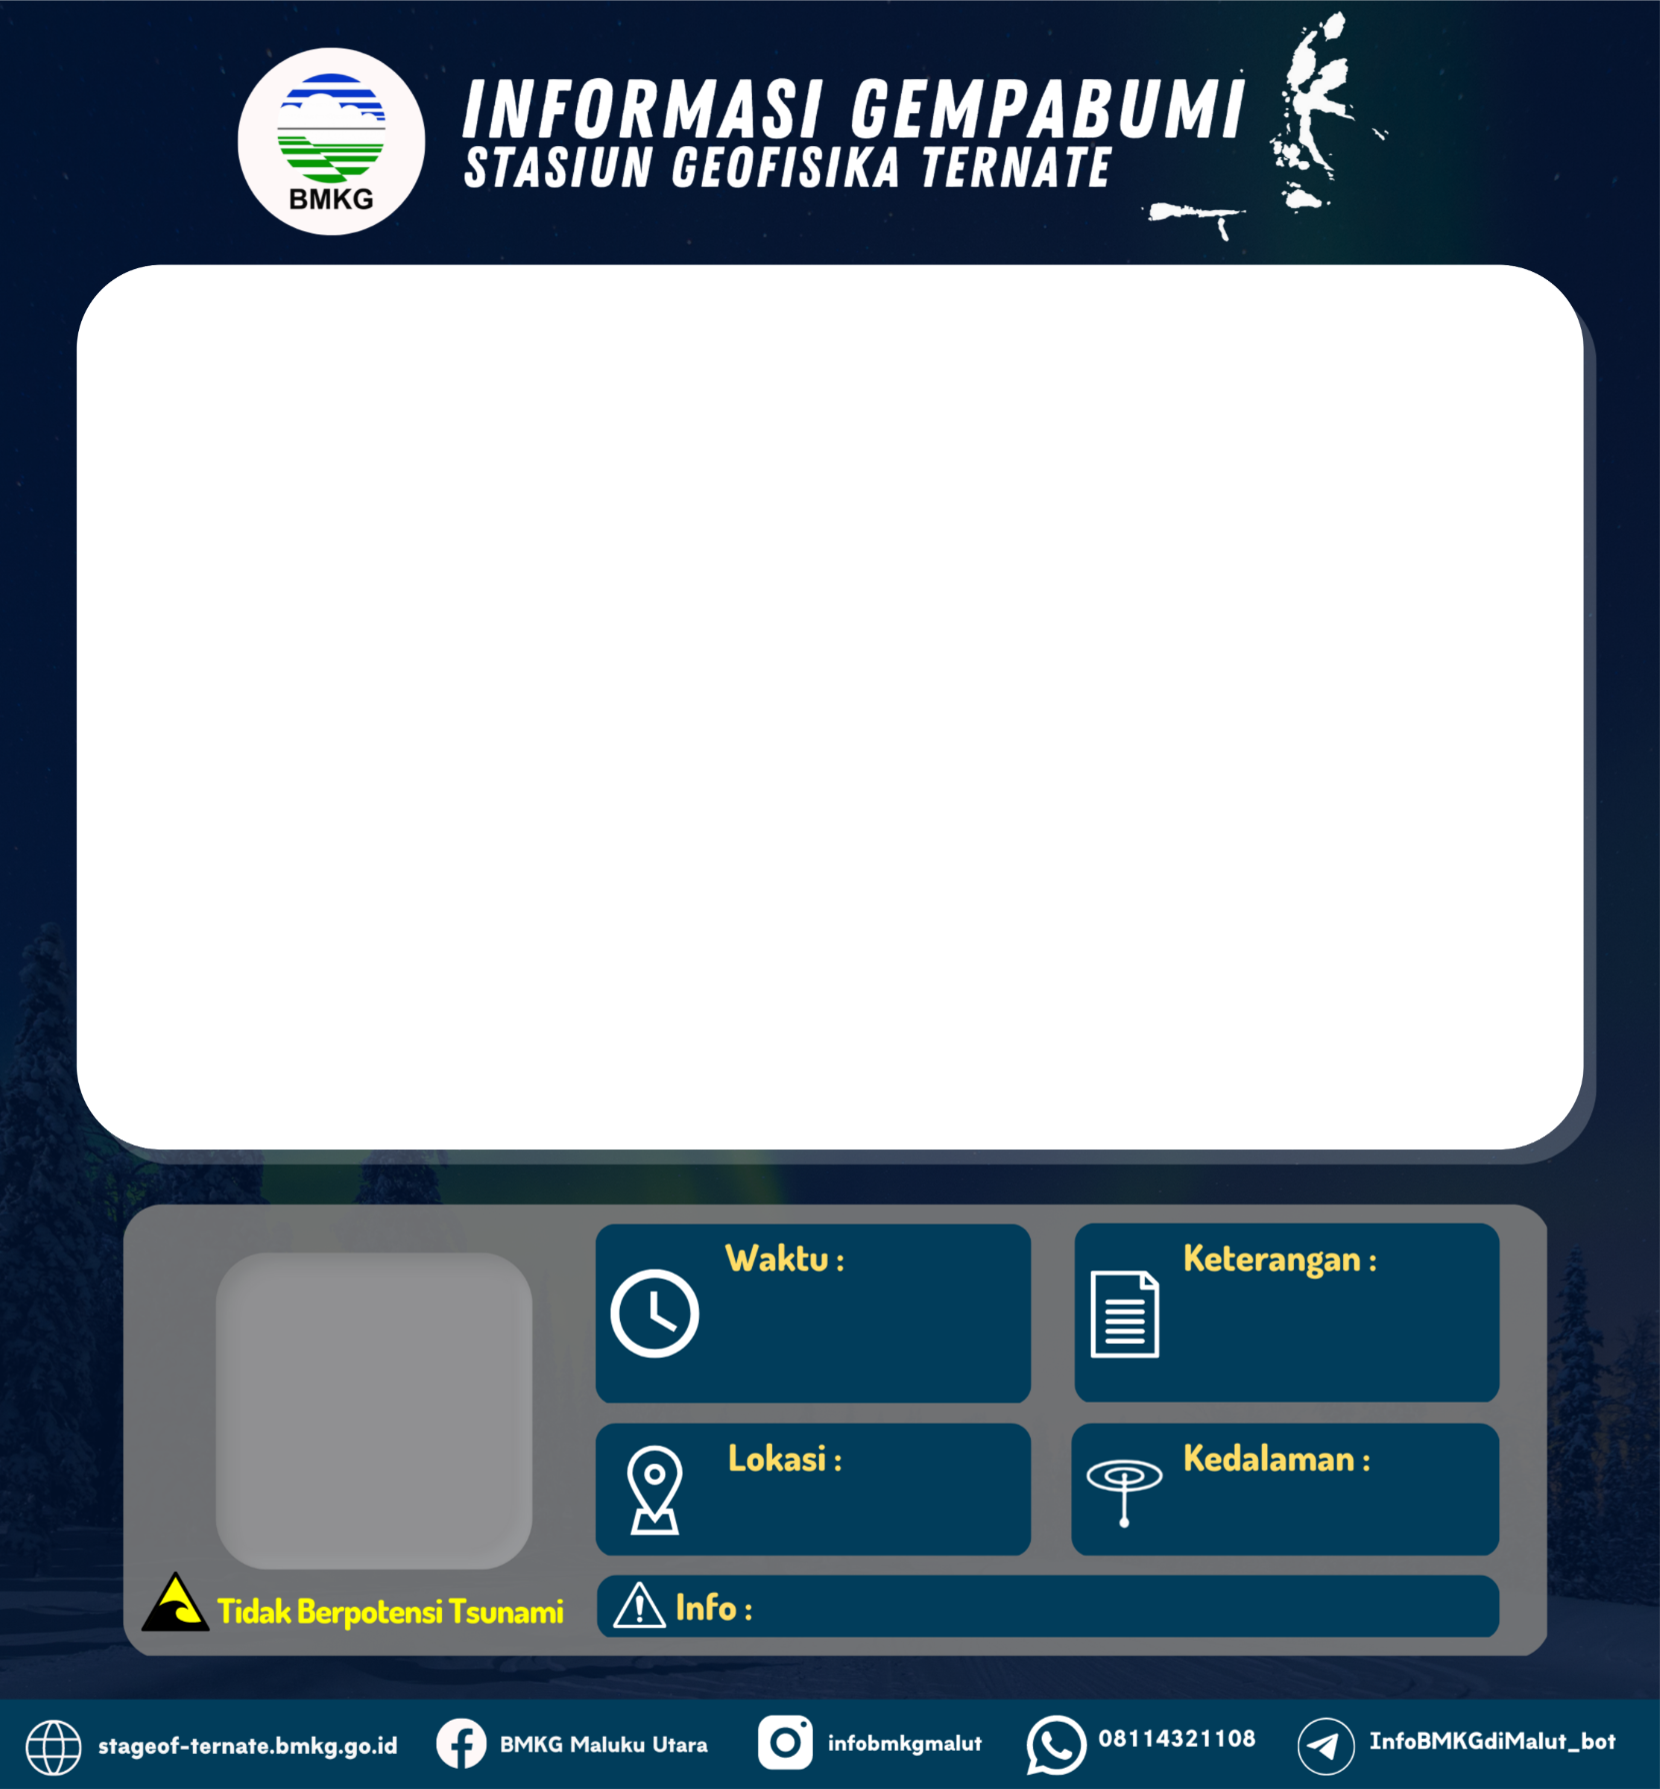 BMKG
INFORMASI GEMPABUMI
STASIUN GEOFISIKA TERNATE
Waktu :
Keterangan :
Lokasi :
Kedalaman :
Tidak Berpotensi Tsunami
Info :
stageof-ternate.bmkg.go.id
BMKG Maluku Utara
infobmkgmalut
08114321108
InfoBMKGdiMalut_bot